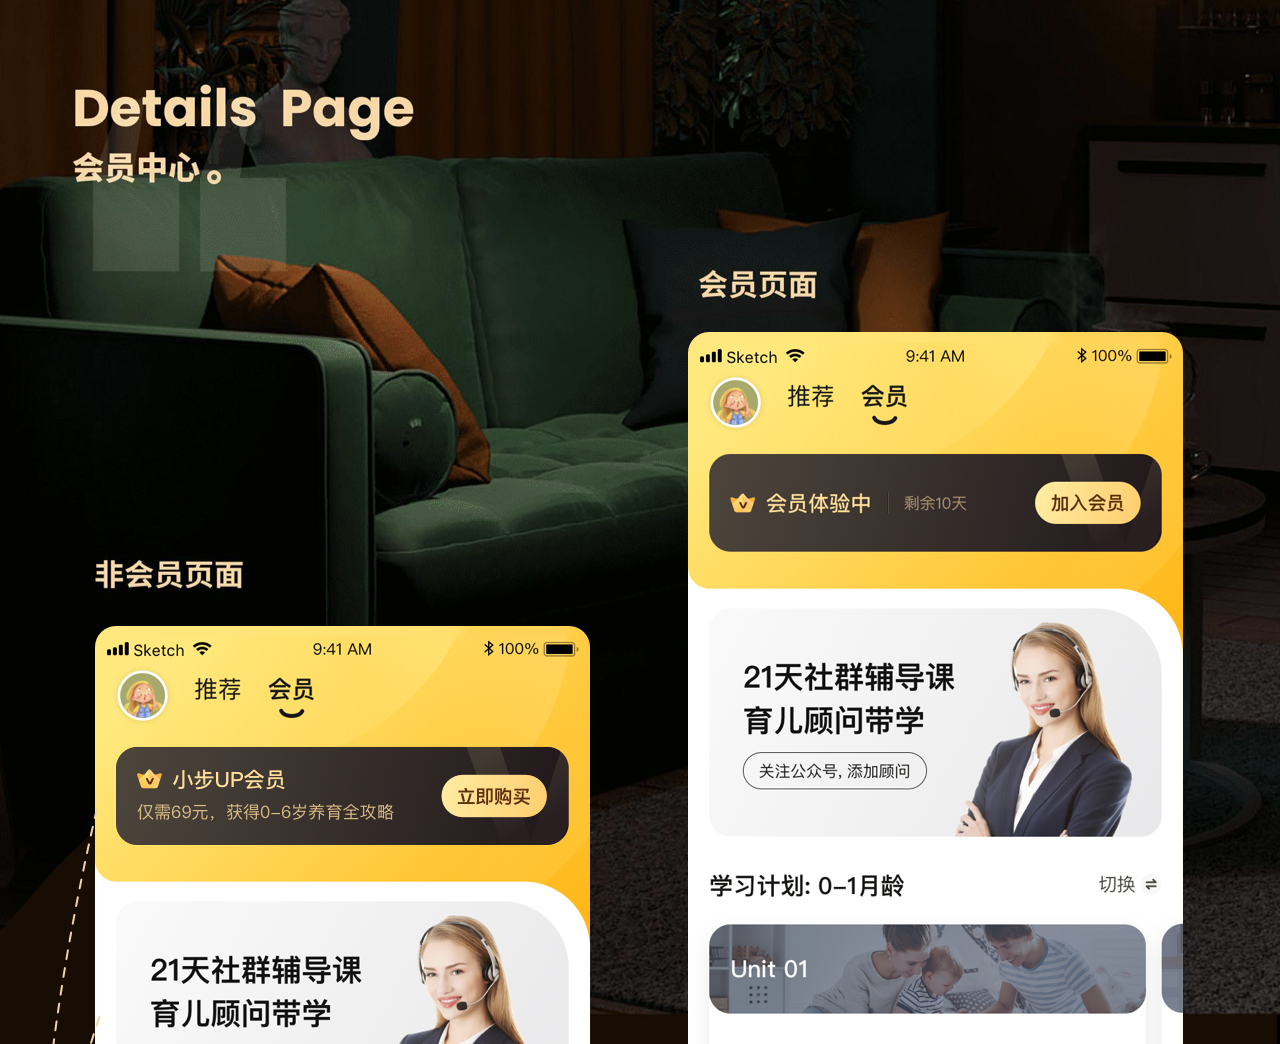 Details Page
会员中心。
会员页面
Sketch 9:41 AM 100%
推荐 会员
会员体验中 剩余10天 加入会员
21天社群辅导课
育儿顾问带学
关注公众号, 添加顾问
学习计划: 0-1月龄 切换
Unit 01
非会员页面
Sketch 9:41 AM 100%
推荐 会员
小步UP会员
仅需69元，获得0-6岁养育全攻略
立即购买
21天社群辅导课
育儿顾问带学